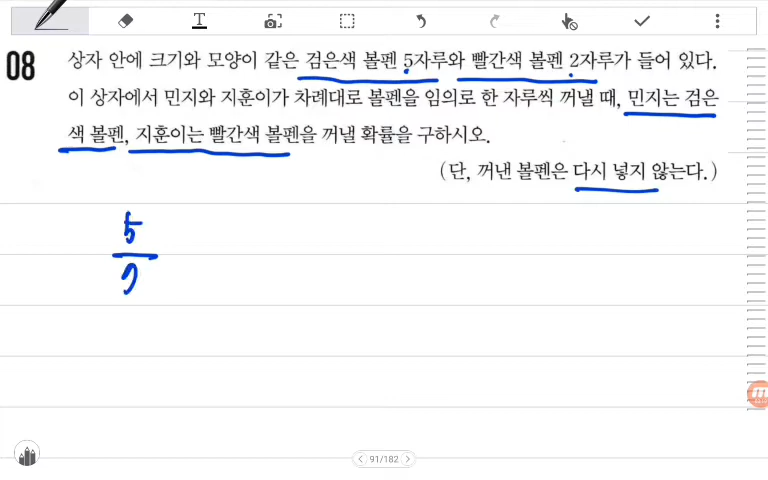 T
08 상자 안에 크기와 모양이 같은 검은색 볼펜 5자루와 빨간색 볼펜 2자루가 들어 있다.
이 상자에서 민지와 지훈이가 차례대로 볼펜을 임의로 한 자루씩 꺼낼 때, 민지는 검은
색 볼펜, 지훈이는 빨간색 볼펜을 꺼낼 확률을 구하시오.
(단, 꺼낸 볼펜은 다시 넣지 않는다.)
5
7
91/182